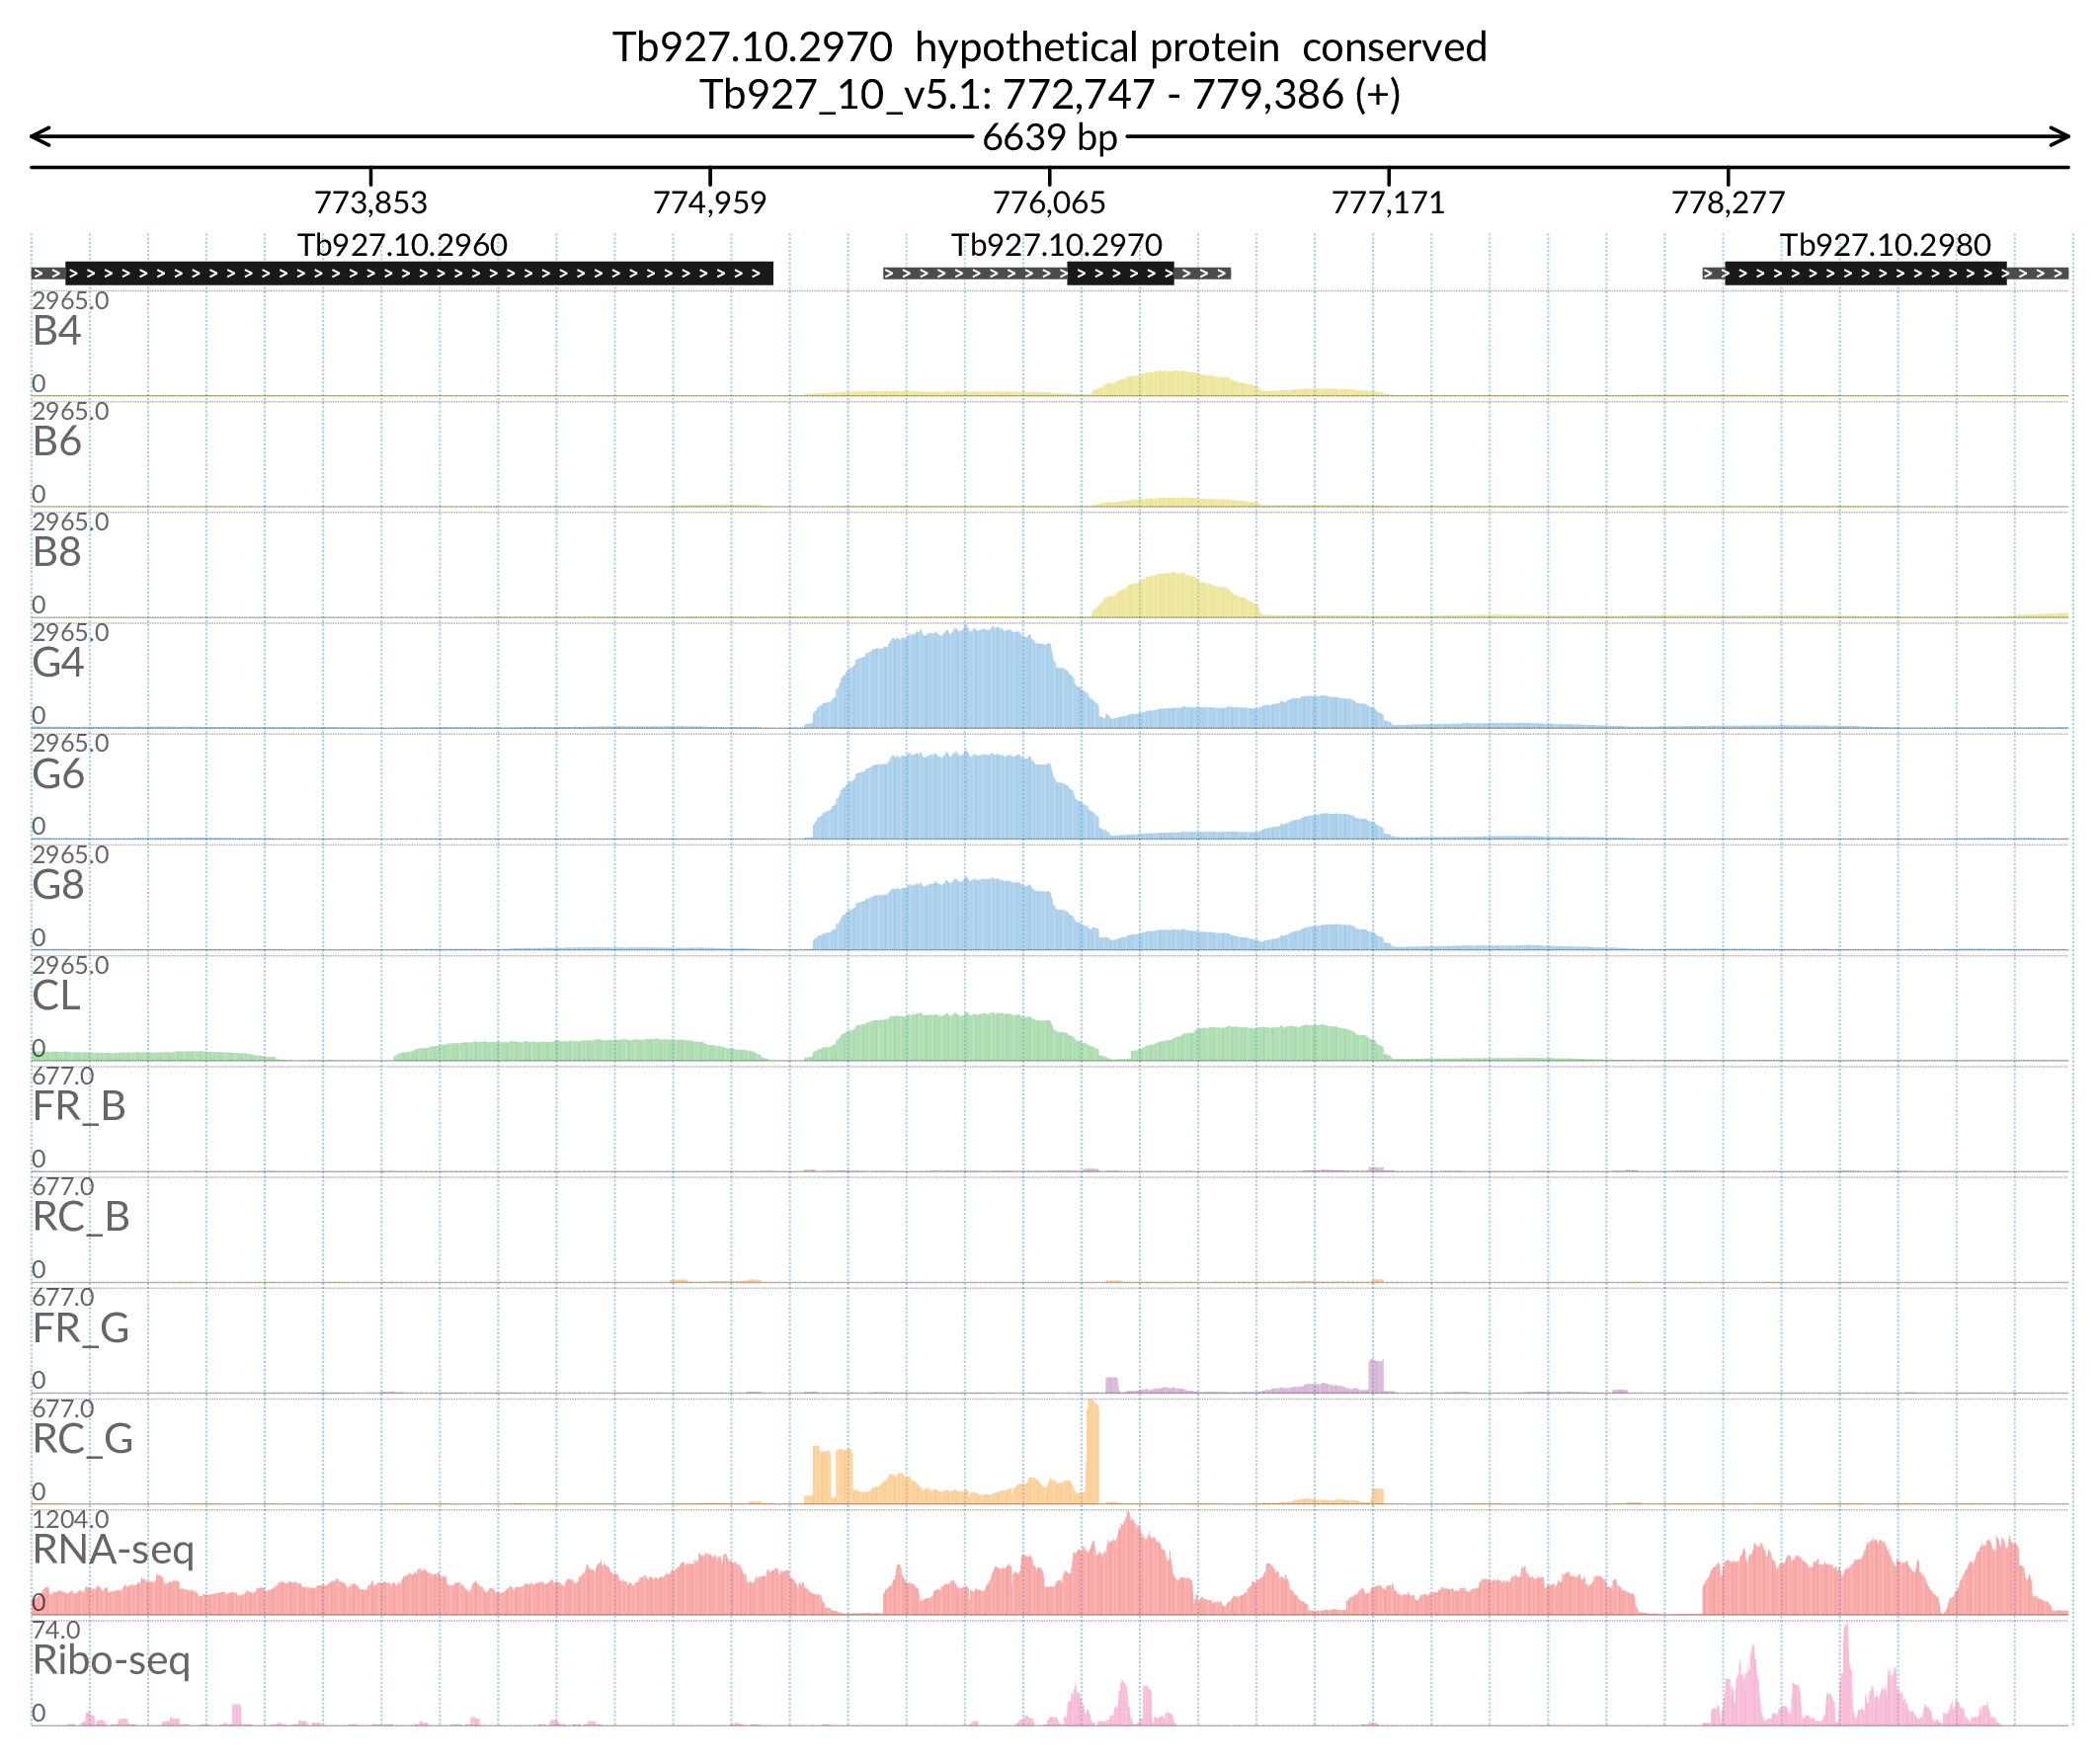 Tb927.10.2970  hypothetical protein  conserved
Tb927_10_v5.1: 772,747 - 779,386 (+)
6639 bp
773,853 774,959 776,065 777,171 778,277
Tb927.10.2960 Tb927.10.2970 Tb927.10.2980
2965.0
B4
0
2965.0
B6
0
2965.0
B8
0
2965.0
G4
0
2965.0
G6
0
2965.0
G8
0
2965.0
CL
0
677.0
FR_B
0
677.0
RC_B
0
677.0
FR_G
0
677.0
RC_G
0
1204.0
RNA-seq
0
74.0
Ribo-seq
0